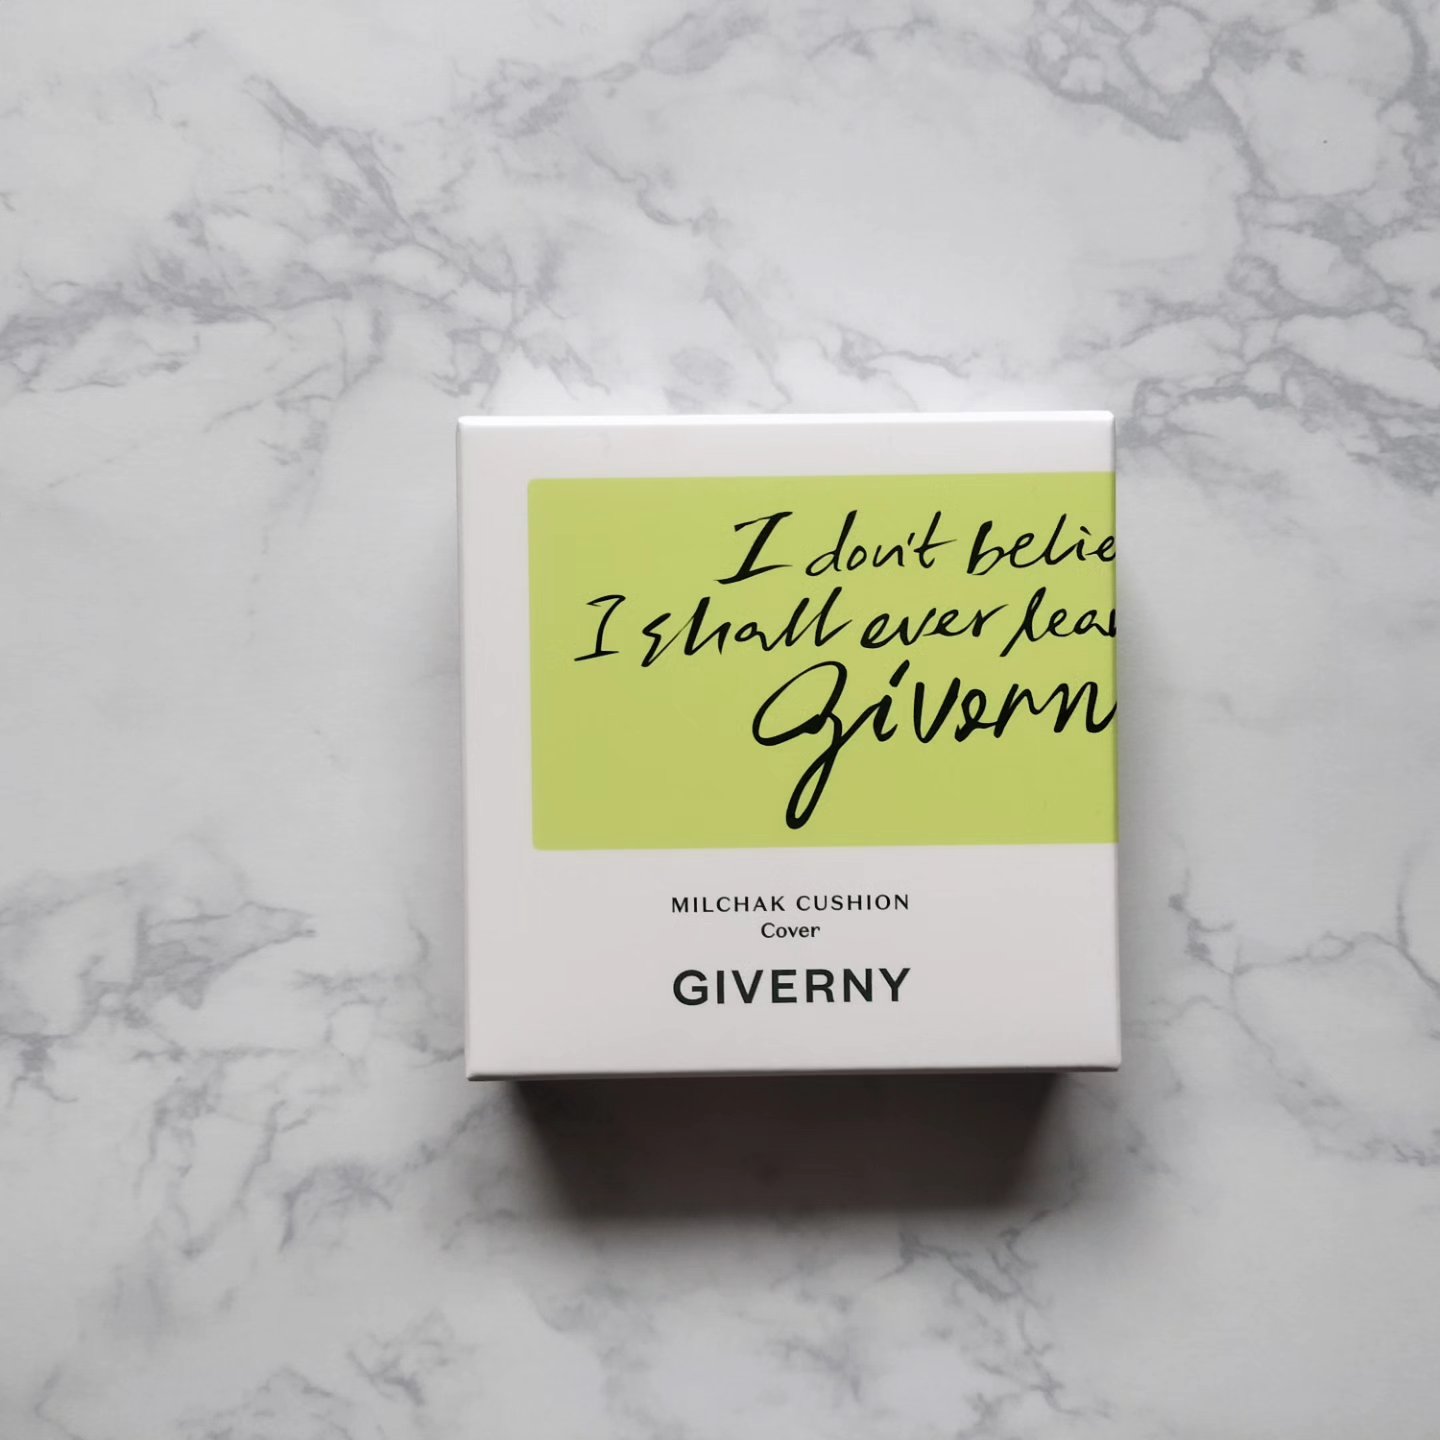 I don't belie
I shall ever lea
Givern
MILCHAK CUSHION
Cover
GIVERNY